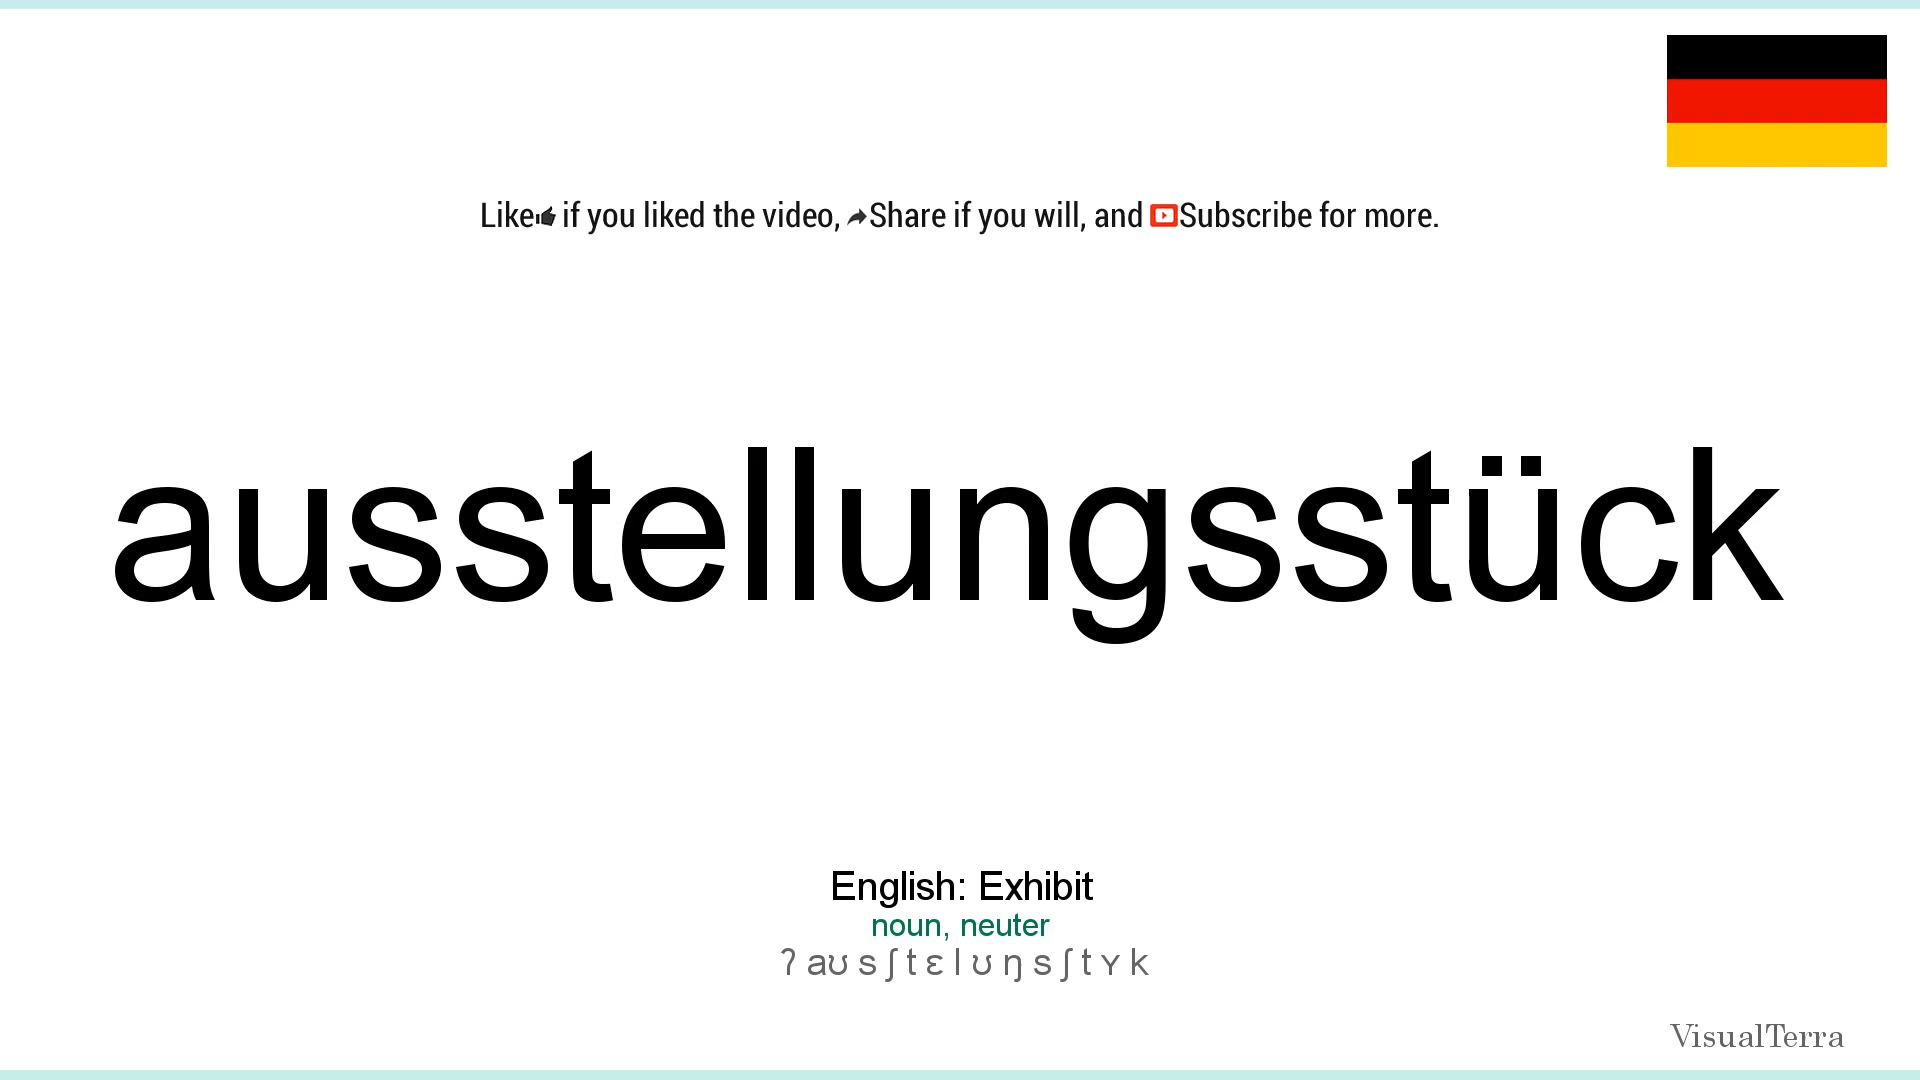 Like if you liked the video, Share if you will, and Subscribe for more.
ausstellungsstück
English: Exhibit
noun, neuter
ʔ aʊ s ʃ t ɛ l ʊ ŋ s ʃ t ʏ k
VisualTerra